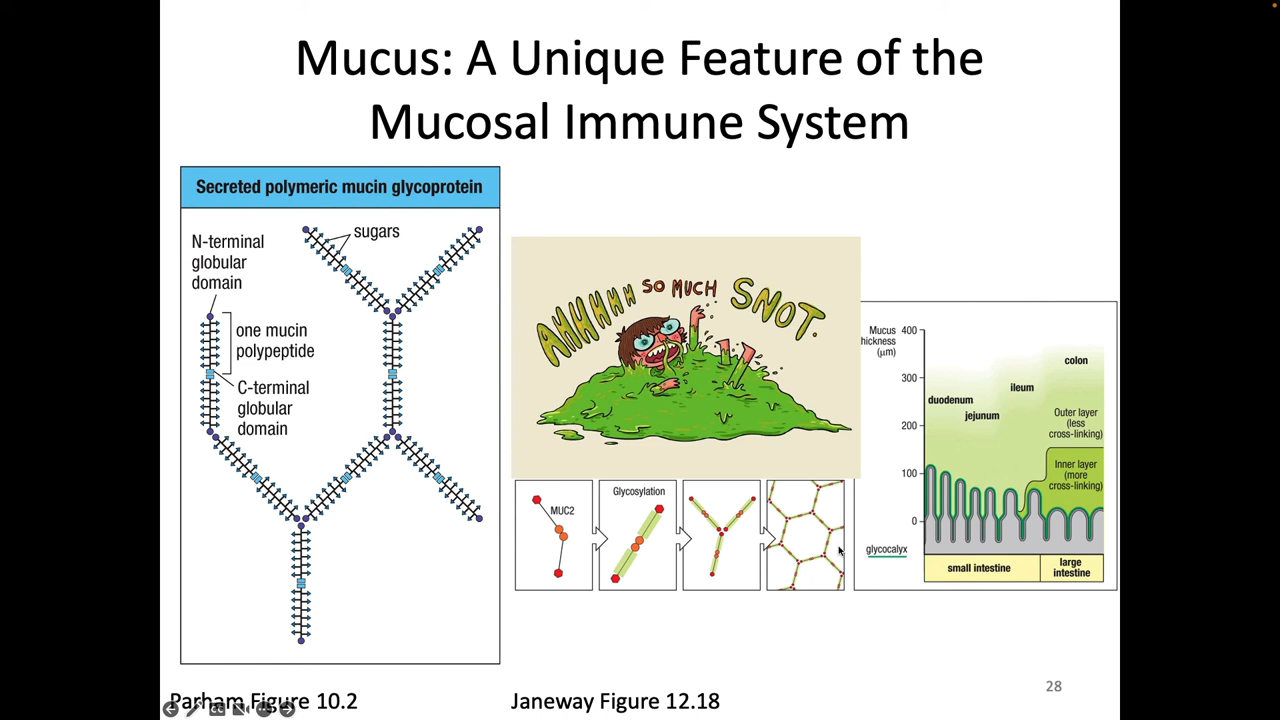 Mucus: A Unique Feature of the
Mucosal Immune System
Secreted polymeric mucin glycoprotein
sugars
N-terminal
globular
domain
one mucin
polypeptide
C-terminal
globular
domain
AHHHHH SO MUCH SNOT.
MUC2
Glycosylation
Mucus
hickness
(μm)
400
300
200
100
0
colon
ileum
duodenum
jejunum
Outer layer
(less
cross-linking)
Inner layer
(more
cross-linking)
glycocalyx
small intestine
large
intestine
Parham Figure 10.2
Janeway Figure 12.18
28